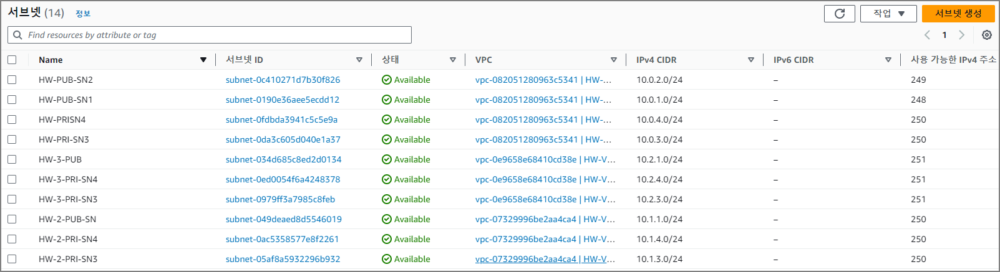 서브넷 (14) 정보
작업 서브넷 생성
Find resources by attribute or tag
1
Name 서브넷 ID 상태 VPC IPv4 CIDR IPv6 CIDR 사용 가능한 IPv4 주소
HW-PUB-SN2 subnet-0c410271d7b30f826 Available vpc-082051280963c5341 | HW-... 10.0.2.0/24 – 249
HW-PUB-SN1 subnet-0190e36aee5ecdd12 Available vpc-082051280963c5341 | HW-... 10.0.1.0/24 – 248
HW-PRISN4 subnet-0fdbda3941c5c5e9a Available vpc-082051280963c5341 | HW-... 10.0.4.0/24 – 250
HW-PRI-SN3 subnet-0da3c605d040e1a37 Available vpc-082051280963c5341 | HW-... 10.0.3.0/24 – 250
HW-3-PUB subnet-034d685c8ed2d0134 Available vpc-0e9658e68410cd38e | HW-V... 10.2.1.0/24 – 251
HW-3-PRI-SN4 subnet-0ed0054f6a4248378 Available vpc-0e9658e68410cd38e | HW-V... 10.2.4.0/24 – 251
HW-3-PRI-SN3 subnet-0979ff3a7985c8feb Available vpc-0e9658e68410cd38e | HW-V... 10.2.3.0/24 – 251
HW-2-PUB-SN subnet-049deaed8d5546019 Available vpc-07329996be2aa4ca4 | HW-V... 10.1.1.0/24 – 250
HW-2-PRI-SN4 subnet-0ac5358577e8f2261 Available vpc-07329996be2aa4ca4 | HW-V... 10.1.4.0/24 – 250
HW-2-PRI-SN3 subnet-05af8a5932296b932 Available vpc-07329996be2aa4ca4 | HW-V... 10.1.3.0/24 – 250